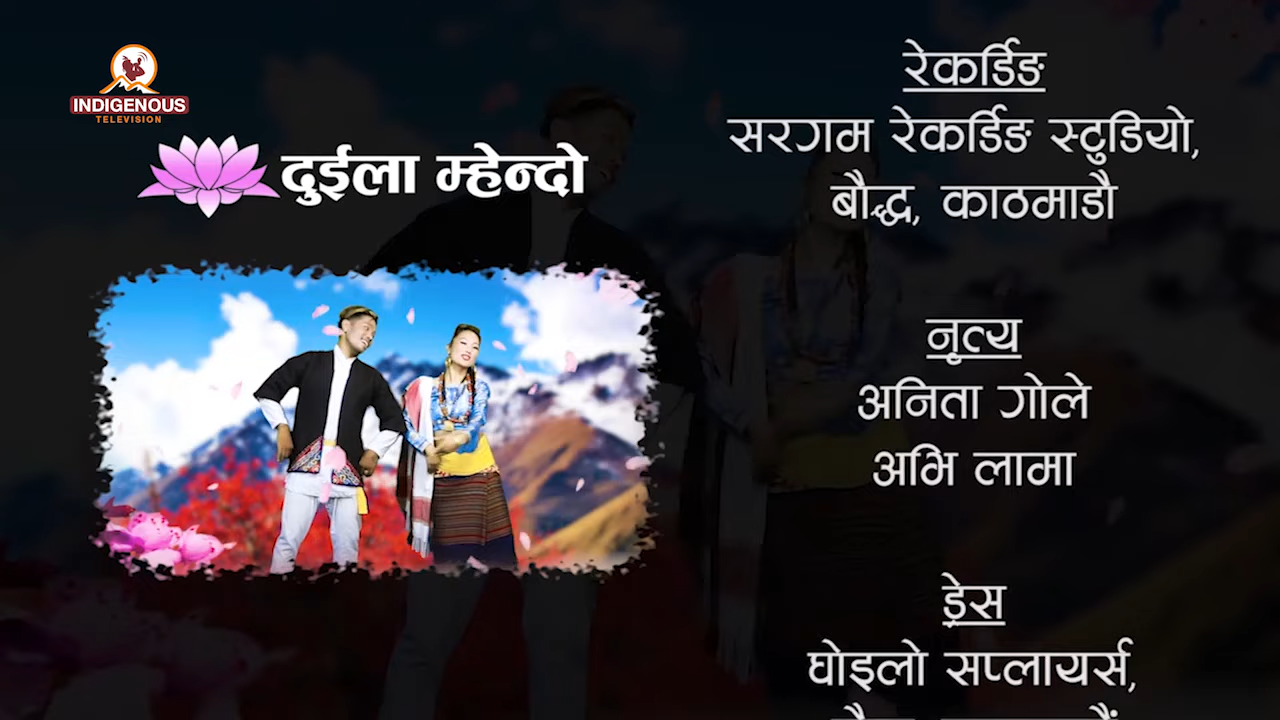 INDIGENOUS
TELEVISION
दुईला म्हेन्दो
रेकर्डिङ
सरगम रेकर्डिङ स्टुडियो,
बौद्ध, काठमाडौ
नृत्य
अनिता गोले
अभि लामा
ड्रेस
घोइलो सप्लायर्स,